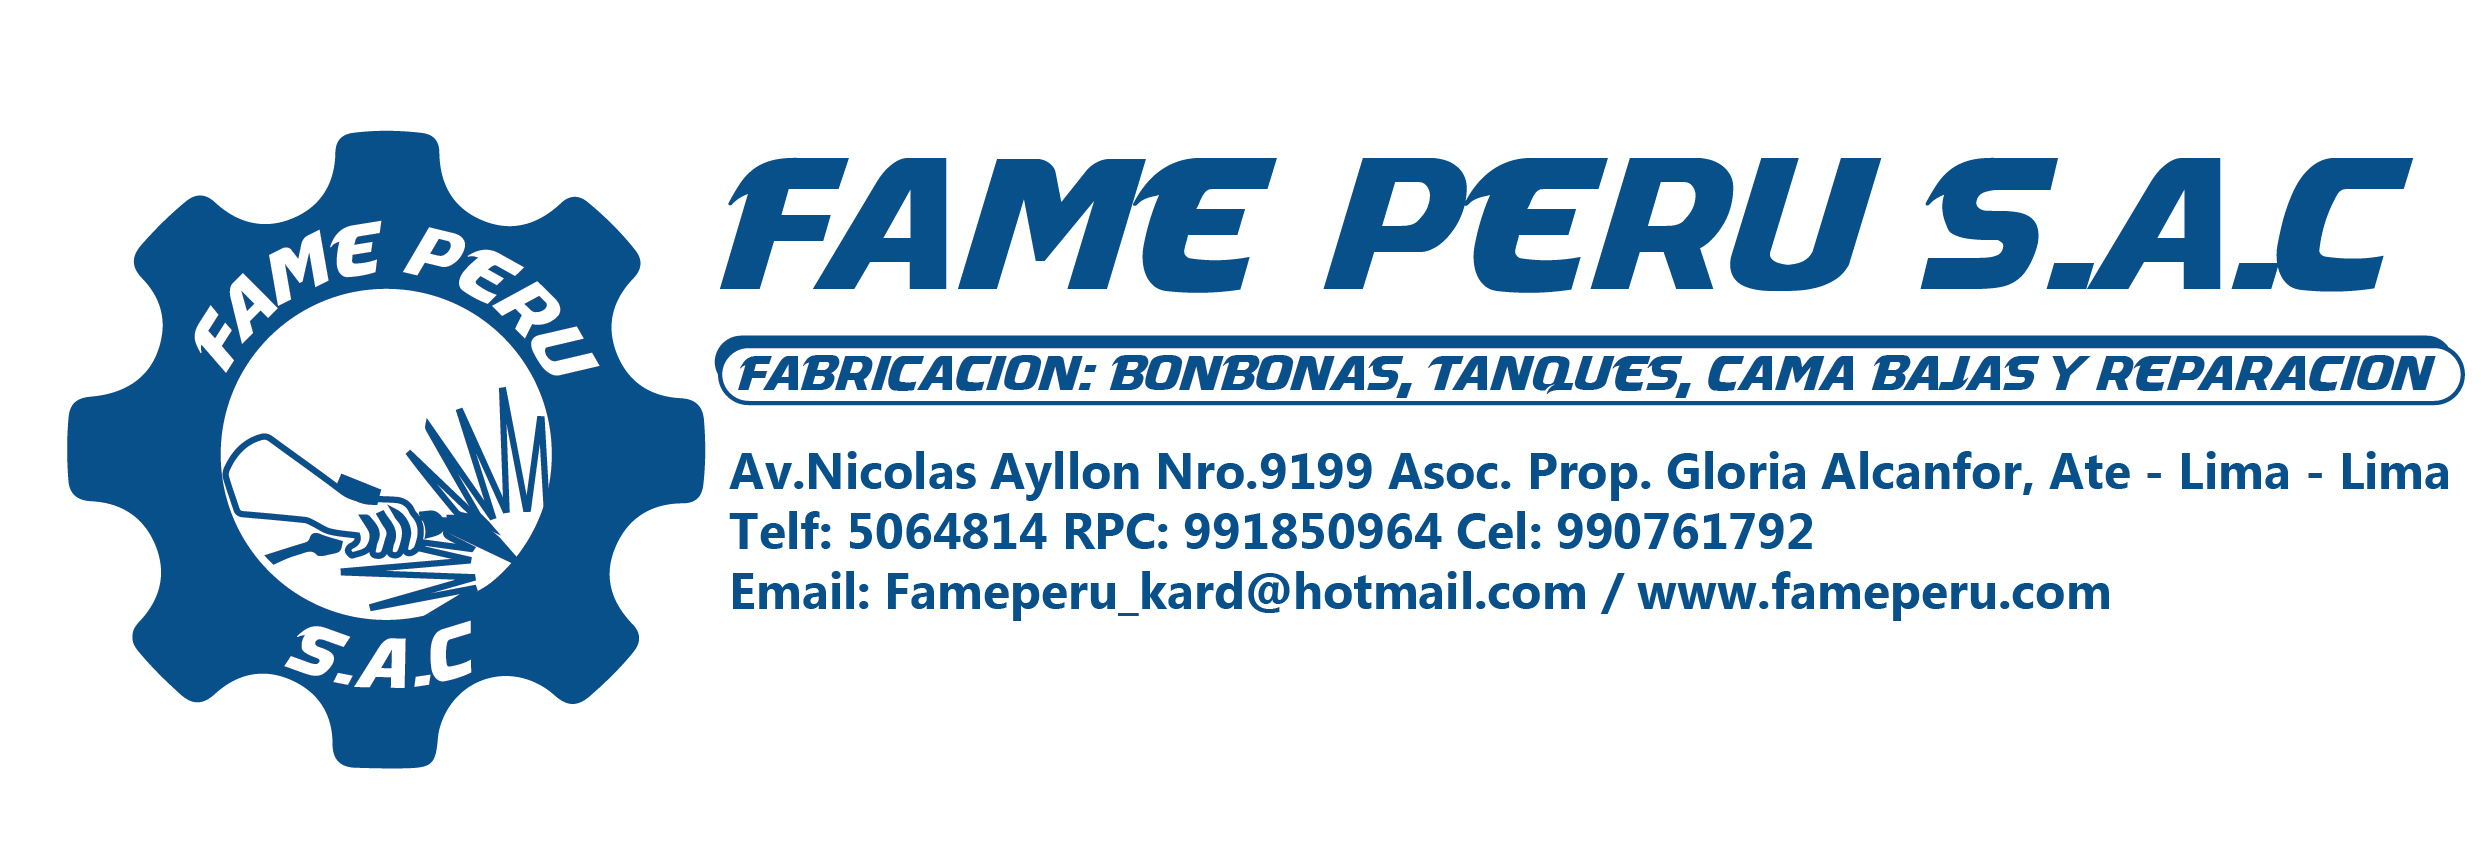 FAME PERU
S.A.C
FAME PERU S.A.C
FABRICACION: BONBONAS, TANQUES, CAMA BAJAS Y REPARACION
Av.Nicolas Ayllon Nro.9199 Asoc. Prop. Gloria Alcanfor, Ate - Lima - Lima
Telf: 5064814 RPC: 991850964 Cel: 990761792
Email: Fameperu_kard@hotmail.com / www.fameperu.com